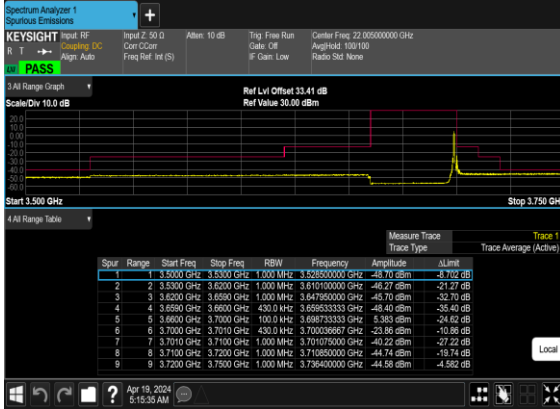 Spectrum Analyzer 1
Spurious Emissions
KEYSIGHT Input: RF Input Z: 50 Ω Atten: 10 dB Trig: Free Run Center Freq: 22.005000000 GHz
R T Coupling: DC Corr CCorr Gate: Off Avg|Hold: 100/100
Align: Auto Freq Ref: Int (S) IF Gain: Low Radio Std: None
PASS
3 All Range Graph
Ref Lvl Offset 33.41 dB
Scale/Div 10.0 dB Ref Value 30.00 dBm
20.0
10.0
0.00
-10.0
-20.0
-30.0
-40.0
-50.0
-60.0
Start 3.500 GHz Stop 3.750 GH
4 All Range Table
Measure Trace Trace 1
Trace Type Trace Average (Active)
Spur Range Start Freq Stop Freq RBW Frequency Amplitude ΔLimit
1 1 3.5000 GHz 3.5300 GHz 1.000 MHz 3.528500000 GHz -48.70 dBm -8.702 dB
2 2 3.5300 GHz 3.6200 GHz 1.000 MHz 3.610100000 GHz -46.27 dBm -21.27 dB
3 3 3.6200 GHz 3.6590 GHz 1.000 MHz 3.647950000 GHz -45.70 dBm -32.70 dB
4 4 3.6590 GHz 3.6600 GHz 430.0 kHz 3.659533333 GHz -48.40 dBm -35.40 dB
5 5 3.6600 GHz 3.7000 GHz 100.0 kHz 3.698733333 GHz 5.383 dBm -24.62 dB
6 6 3.7000 GHz 3.7010 GHz 430.0 kHz 3.700036667 GHz -23.86 dBm -10.86 dB
7 7 3.7010 GHz 3.7100 GHz 1.000 MHz 3.701075000 GHz -40.22 dBm -27.22 dB
8 8 3.7100 GHz 3.7200 GHz 1.000 MHz 3.710850000 GHz -44.74 dBm -19.74 dB
9 9 3.7200 GHz 3.7500 GHz 1.000 MHz 3.736400000 GHz -44.58 dBm -4.582 dB
Local
Apr 19, 2024
5:15:35 AM